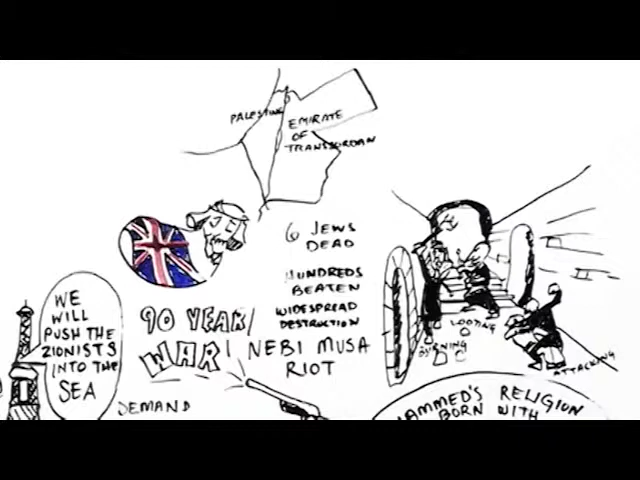 PALESTINE
EMIRATE
OF
TRANSJORDAN
6 JEWS
DEAD
HUNDREDS
BEATEN
WIDESPREAD
DESTRUCTION
NEBI MUSA
RIOT
90 YEAR
WAR!
WE
WILL
PUSH THE
ZIONISTS
INTO THE
SEA
DEMAND
LOOTING
BURNING
ATTACKING
AMMED'S RELIGION
BORN WITH